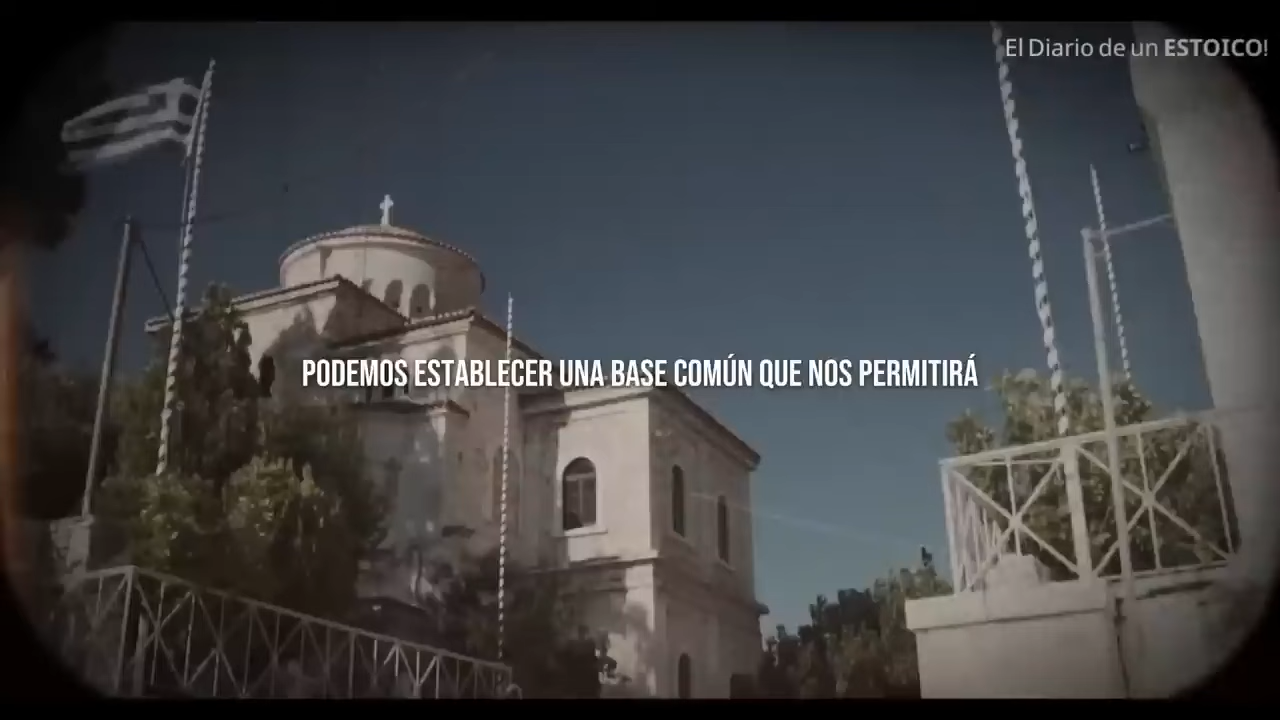 El Diario de un ESTOICO!
PODEMOS ESTABLECER UNA BASE COMÚN QUE NOS PERMITIRÁ